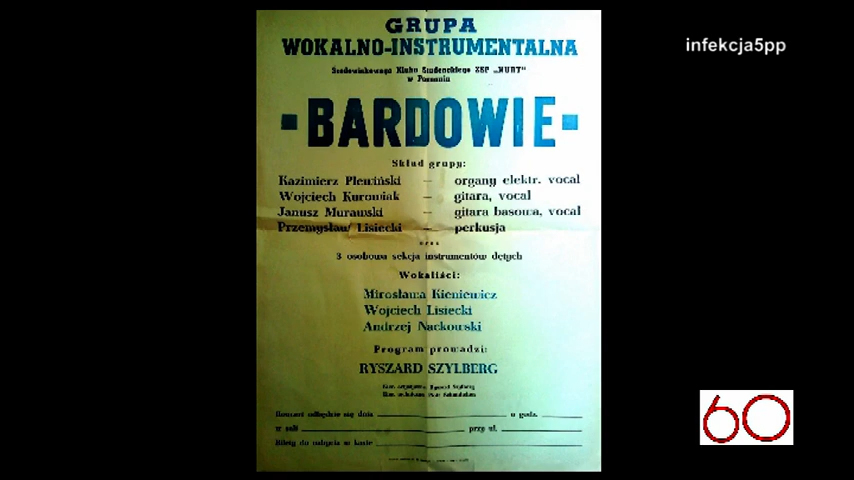 GRUPA
WOKALNO-INSTRUMENTALNA
Środowiskowego Klubu Studenckiego ZSP „NURT”
w Poznaniu
BARDOWIE
Skład grupy:
Kazimierz Plewiński — organy elektr. vocal
Wojciech Kurowiak — gitara, vocal
Janusz Murawski — gitara basowa, vocal
Przemysław Lisiecki — perkusja
oraz
3 osobowa sekcja instrumentów dętych
Wokaliści:
Mirosława Kieniewicz
Wojciech Lisiecki
Andrzej Nackowski
Program prowadzi:
RYSZARD SZYLBERG
Koncert odbędzie się dnia o godz.
w sali przy ul.
Bilety do nabycia w kasie
infekcja5pp
60